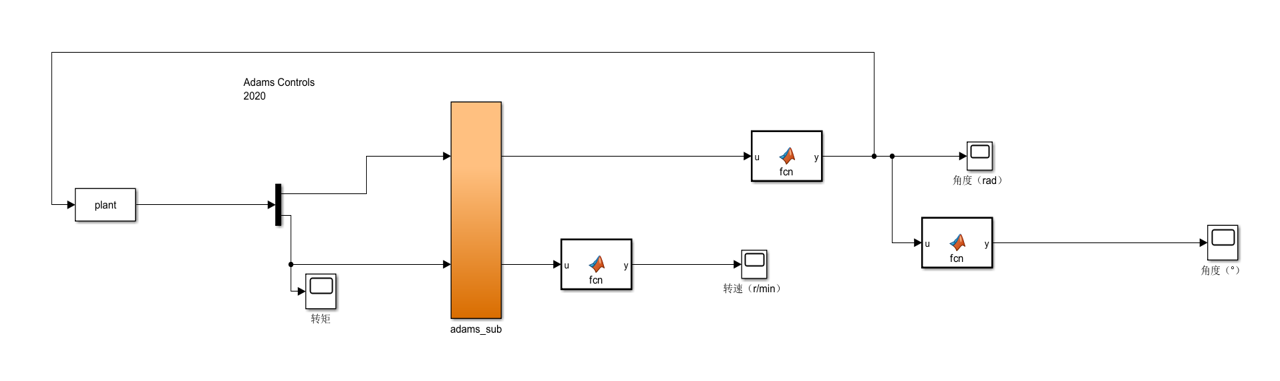 Adams Controls
2020
u
y
fcn
角度（rad）
plant
u
y
fcn
角度（°）
u
y
fcn
转速（r/min）
转矩
adams_sub